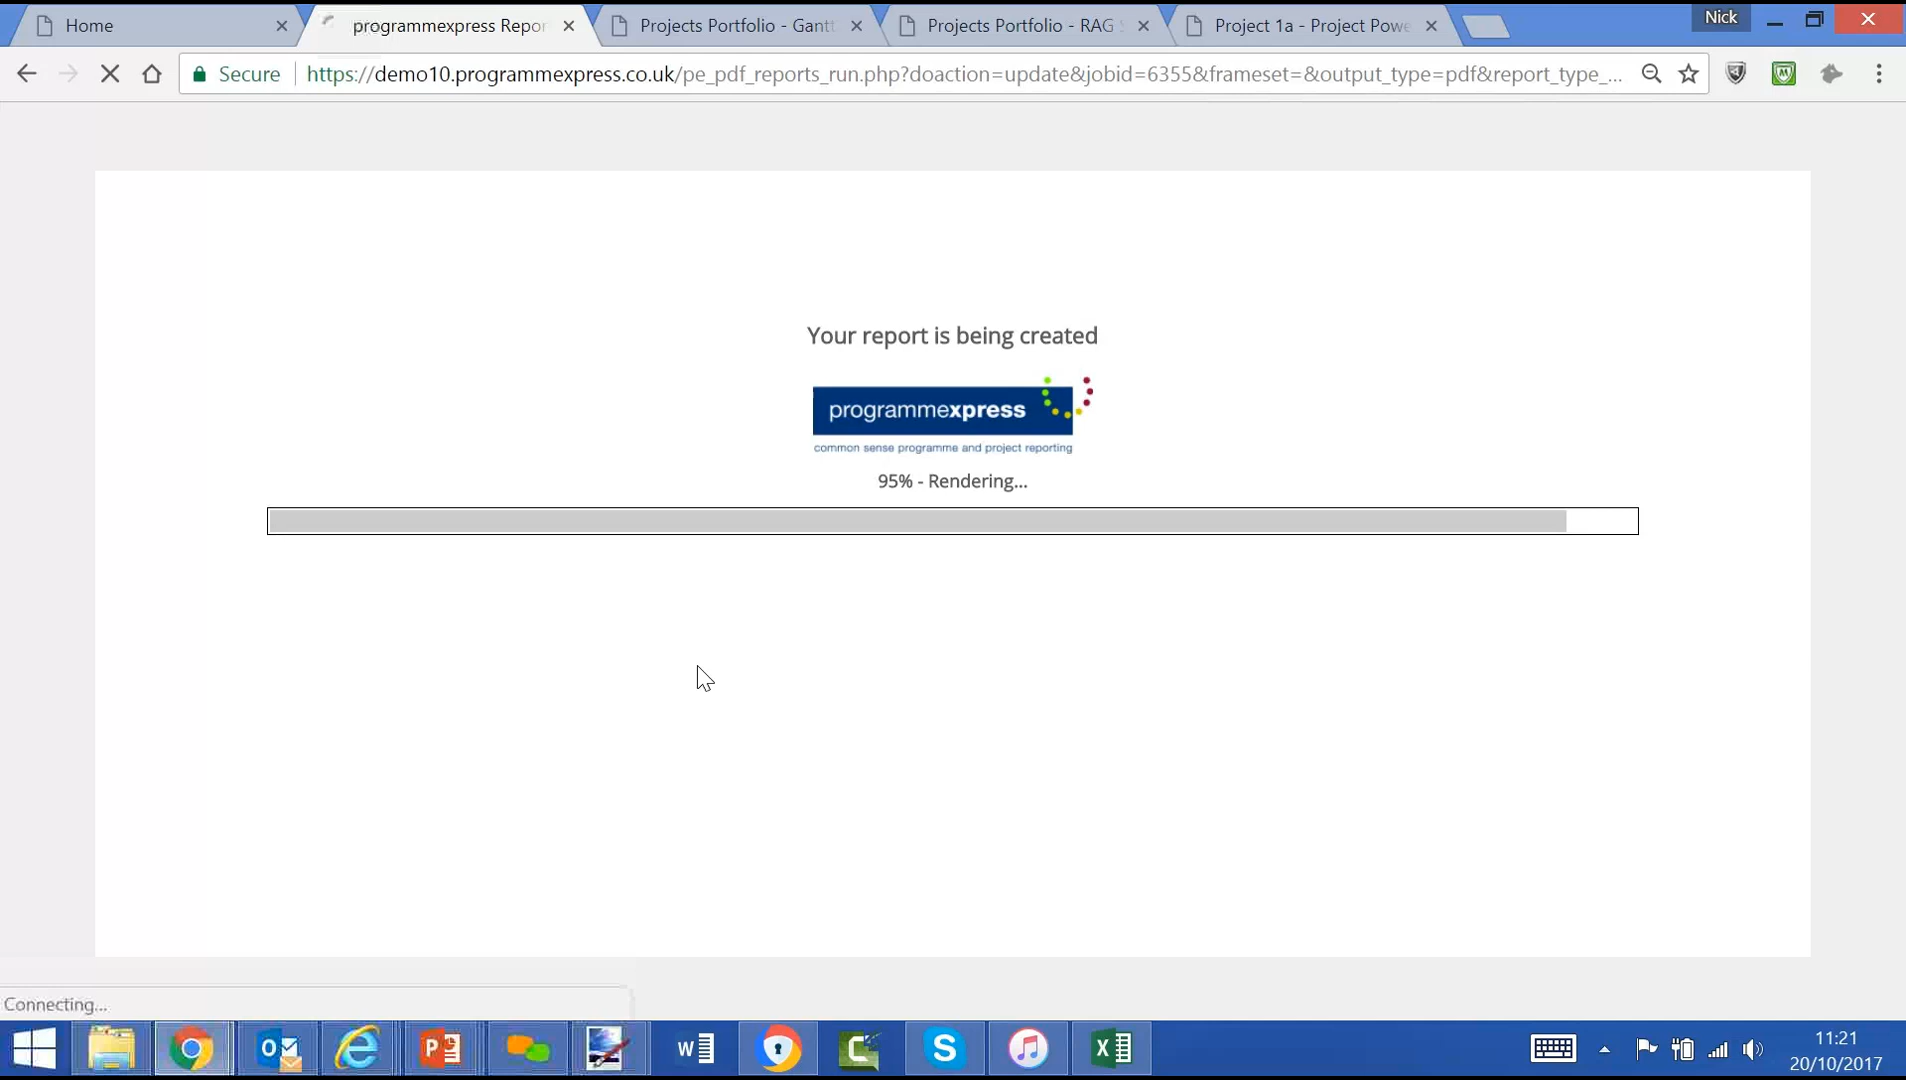 Home
programmexpress Repor
Projects Portfolio - Gantt
Projects Portfolio - RAG S
Project 1a - Project Powe
Nick
Secure
https://demo10.programmexpress.co.uk/pe_pdf_reports_run.php?doaction=update&jobid=6355&frameset=&output_type=pdf&report_type_...
Your report is being created
programmexpress
common sense programme and project reporting
95% - Rendering...
Connecting...
11:21
20/10/2017